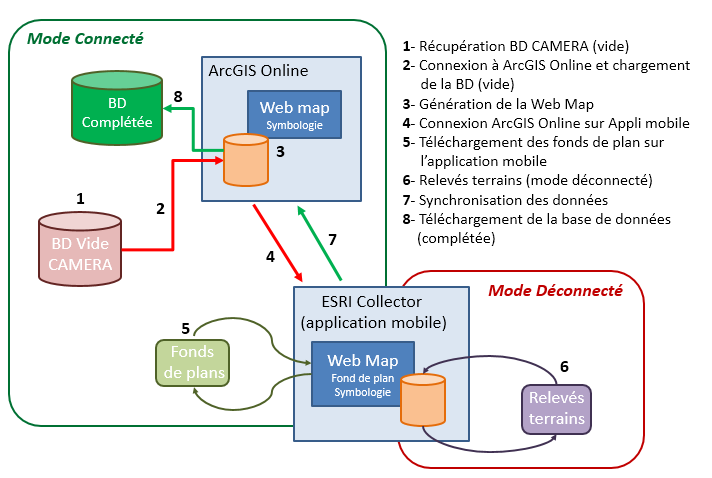 Mode Connecté
ArcGIS Online
Web map
Symbologie
3
BD
Complétée
8
1
BD Vide
CAMERA
2
4
7
ESRI Collector
(application mobile)
Web Map
Fond de plan
Symbologie
5
Fonds
de plans
Mode Déconnecté
6
Relevés
terrains
1- Récupération BD CAMERA (vide)
2- Connexion à ArcGIS Online et chargement
de la BD (vide)
3- Génération de la Web Map
4- Connexion ArcGIS Online sur Appli mobile
5- Téléchargement des fonds de plan sur
l’application mobile
6- Relevés terrains (mode déconnecté)
7- Synchronisation des données
8- Téléchargement de la base de données
(complétée)